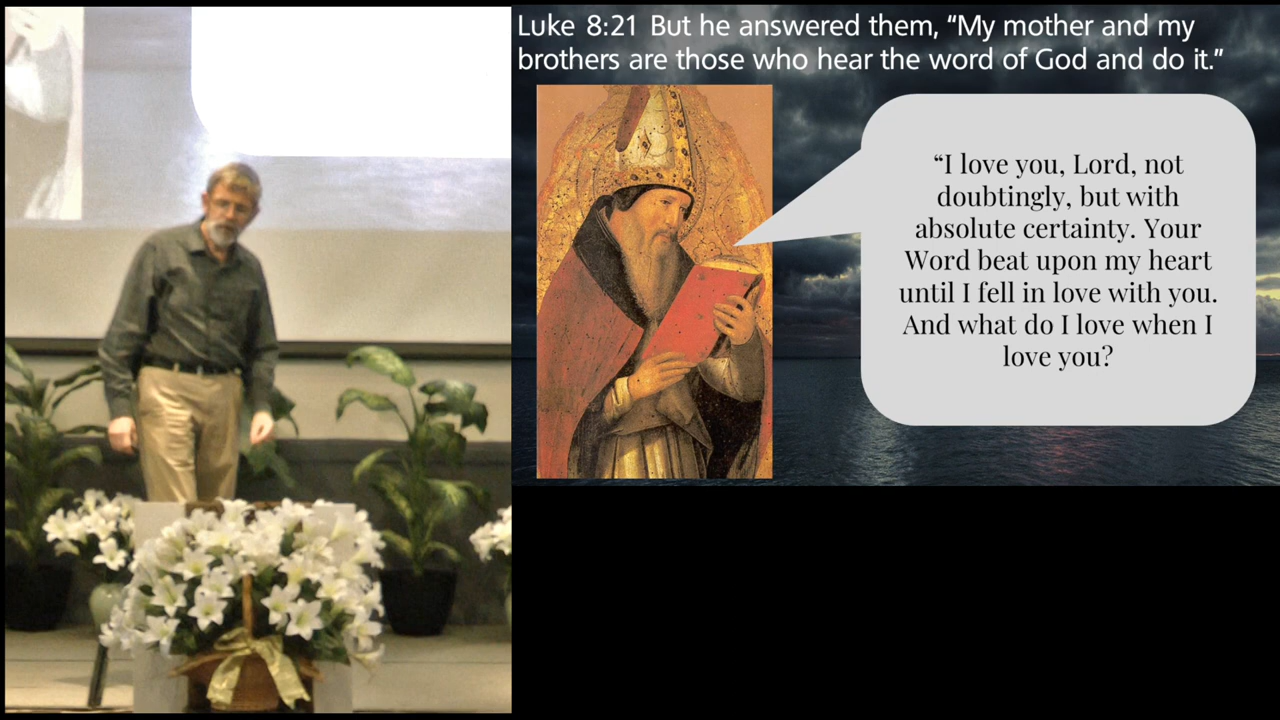 Luke 8:21 But he answered them, “My mother and my
brothers are those who hear the word of God and do it.”
“I love you, Lord, not
doubtingly, but with
absolute certainty. Your
Word beat upon my heart
until I fell in love with you.
And what do I love when I
love you?